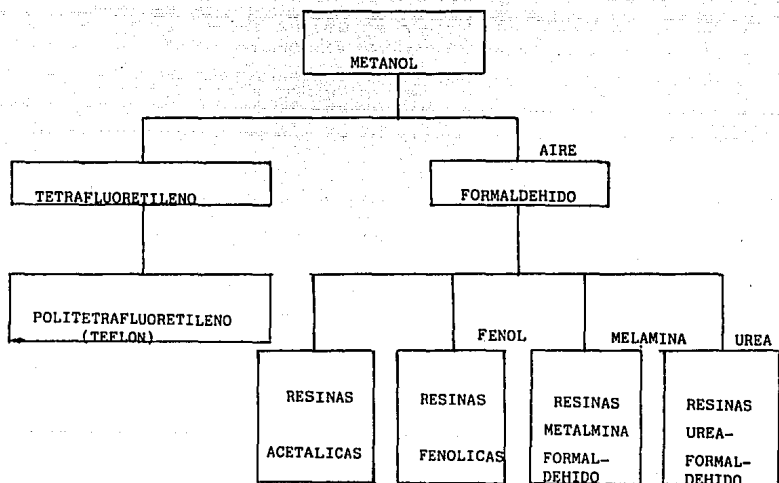 METANOL
AIRE
TETRAFLUORETILENO
FORMALDEHIDO
POLITETRAFLUORETILENO
(TEFLON)
FENOL
MELAMINA
UREA
RESINAS
ACETALICAS
RESINAS
FENOLICAS
RESINAS
METALMINA
FORMAL-
DEHIDO
RESINAS
UREA-
FORMAL-
DEHIDO